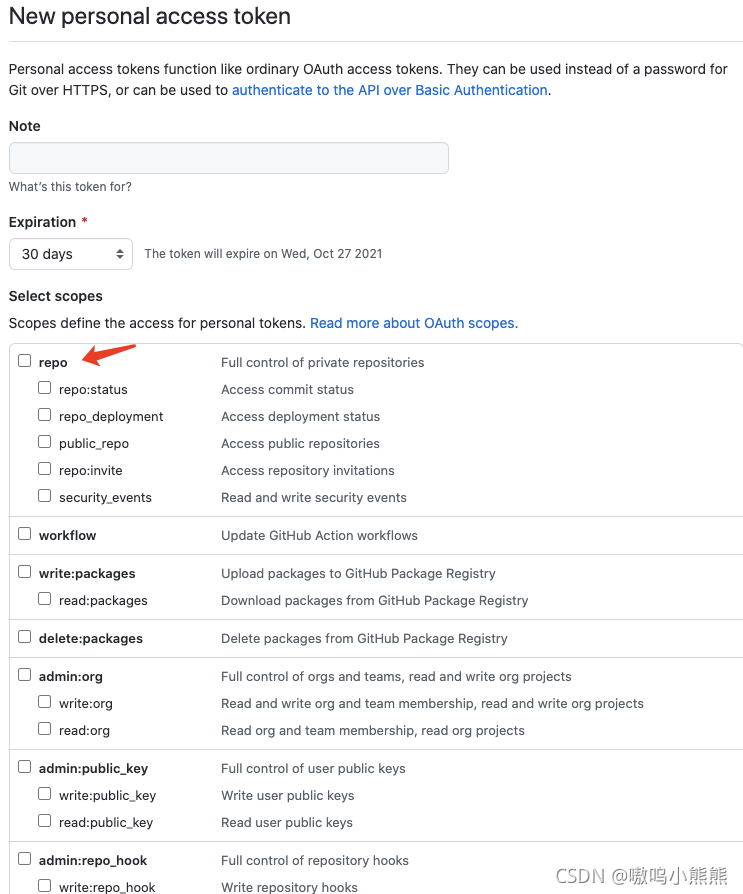 New personal access token
Personal access tokens function like ordinary OAuth access tokens. They can be used instead of a password for
Git over HTTPS, or can be used to authenticate to the API over Basic Authentication.
Note
What's this token for?
Expiration *
30 days The token will expire on Wed, Oct 27 2021
Select scopes
Scopes define the access for personal tokens. Read more about OAuth scopes.
repo Full control of private repositories
repo:status Access commit status
repo_deployment Access deployment status
public_repo Access public repositories
repo:invite Access repository invitations
security_events Read and write security events
workflow Update GitHub Action workflows
write:packages Upload packages to GitHub Package Registry
read:packages Download packages from GitHub Package Registry
delete:packages Delete packages from GitHub Package Registry
admin:org Full control of orgs and teams, read and write org projects
write:org Read and write org and team membership, read and write org projects
read:org Read org and team membership, read org projects
admin:public_key Full control of user public keys
write:public_key Write user public keys
read:public_key Read user public keys
admin:repo_hook Full control of repository hooks
write:repo_hook Write repository hooks
CSDN @嗷呜小熊熊